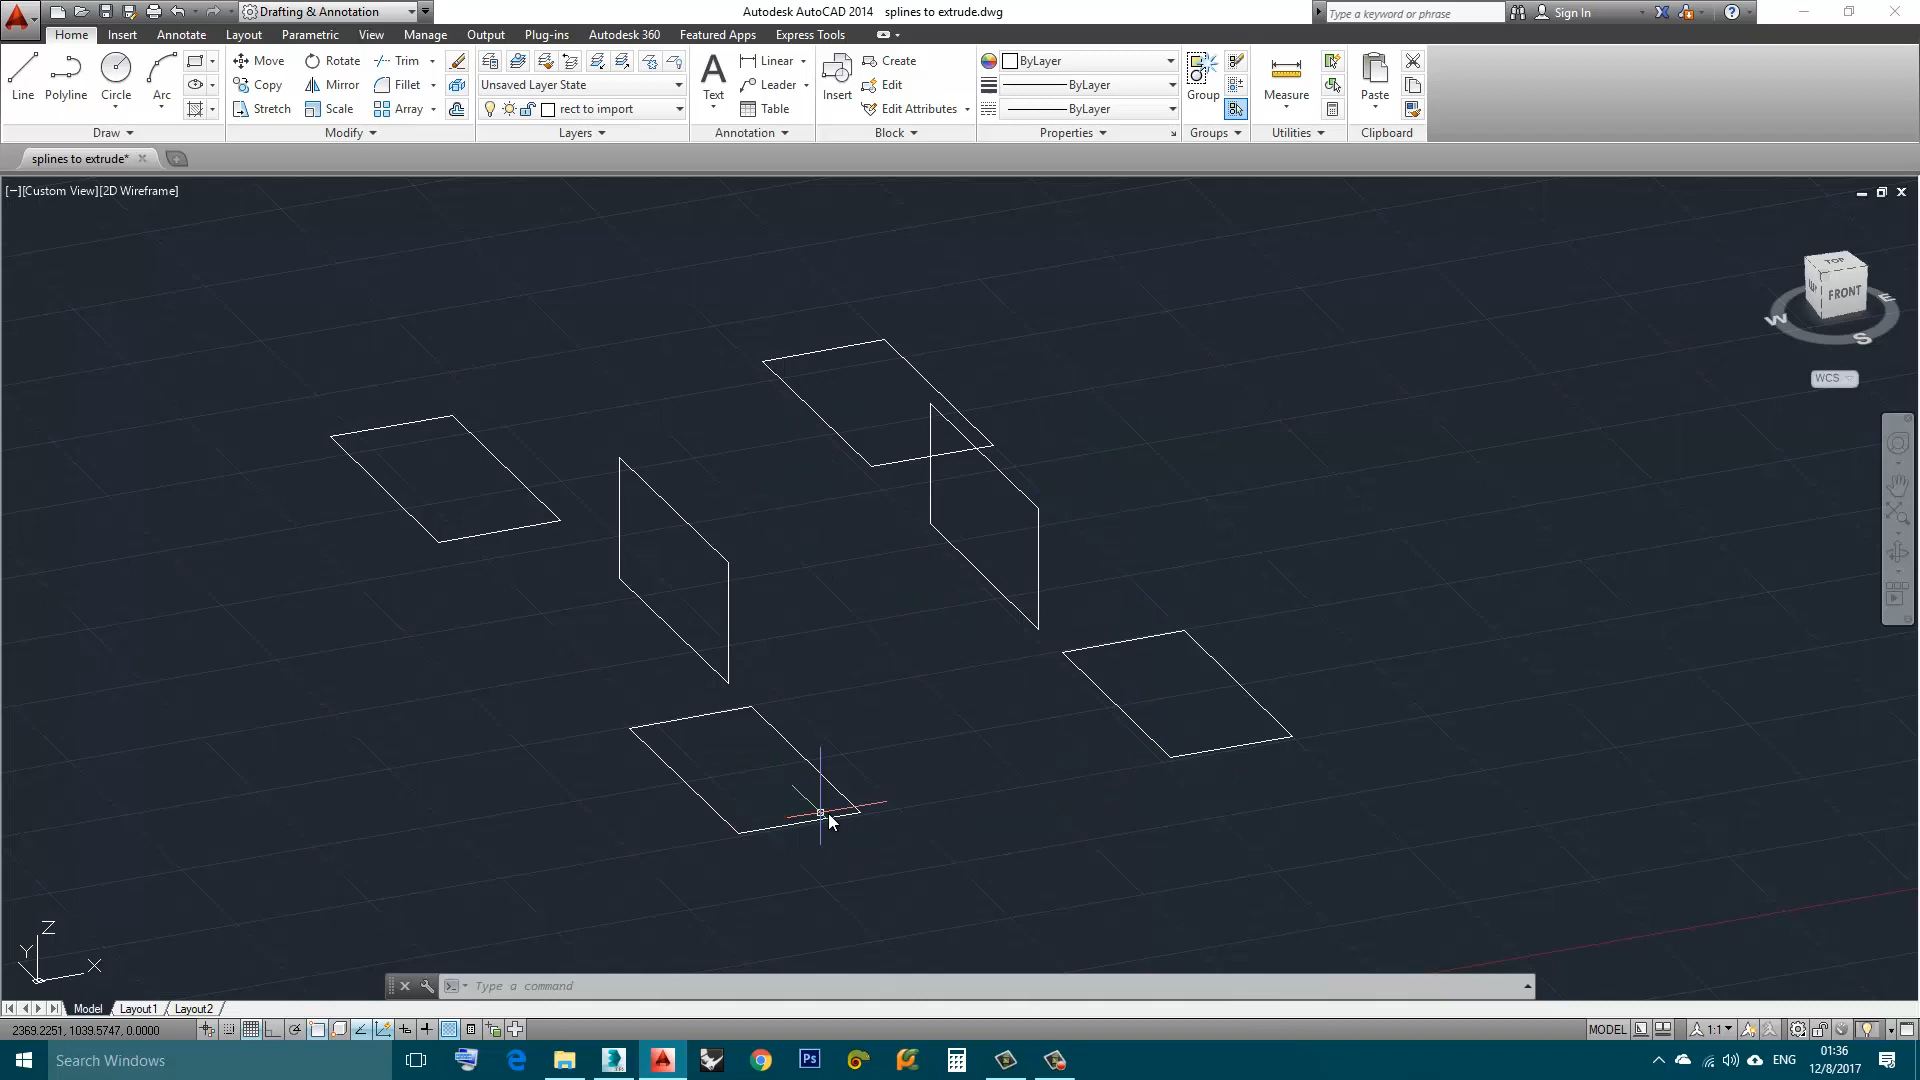 Drafting & Annotation
Autodesk AutoCAD 2014 splines to extrude.dwg
Type a keyword or phrase
Sign In
Home Insert Annotate Layout Parametric View Manage Output Plug-ins Autodesk 360 Featured Apps Express Tools
Line Polyline Circle Arc
Draw
Move Rotate Trim
Copy Mirror Fillet
Stretch Scale Array
Modify
Unsaved Layer State
rect to import
Layers
Text
Linear
Leader
Table
Annotation
Insert
Create
Edit
Edit Attributes
Block
ByLayer
ByLayer
ByLayer
Properties
Group
Groups
Measure
Utilities
Paste
Clipboard
splines to extrude*
[−][Custom View][2D Wireframe]
TOP
FRONT
W
S
E
WCS
Z
Y
X
Type a command
Model Layout1 Layout2
2369.2251, 1039.5747, 0.0000
MODEL
1:1
Search Windows
Ps
ENG
01:36
12/8/2017